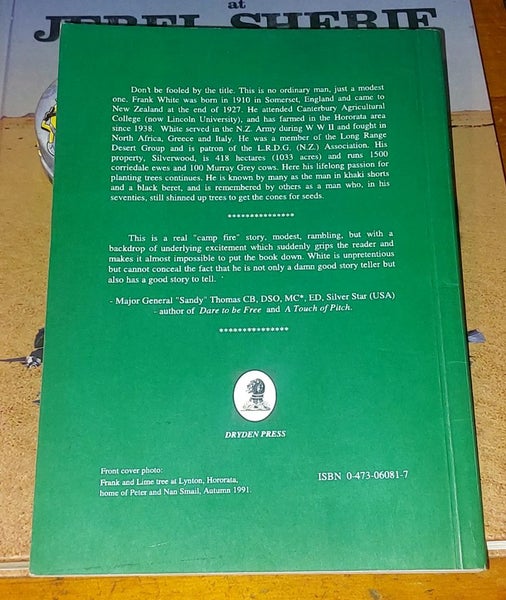 at
JEBEL SHERIF
Don't be fooled by the title. This is no ordinary man, just a modest
one. Frank White was born in 1910 in Somerset, England and came to
New Zealand at the end of 1927. He attended Canterbury Agricultural
College (now Lincoln University), and has farmed in the Hororata area
since 1938. White served in the N.Z. Army during W W II and fought in
North Africa, Greece and Italy. He was a member of the Long Range
Desert Group and is patron of the L.R.D.G. (N.Z.) Association. His
property, Silverwood, is 418 hectares (1033 acres) and runs 1500
corriedale ewes and 100 Murray Grey cows. Here his lifelong passion for
planting trees continues. He is known by many as the man in khaki shorts
and a black beret, and is remembered by others as a man who, in his
seventies, still shinned up trees to get the cones for seeds.
***************
This is a real "camp fire" story, modest, rambling, but with a
backdrop of underlying excitement which suddenly grips the reader and
makes it almost impossible to put the book down. White is unpretentious
but cannot conceal the fact that he is not only a damn good story teller but
also has a good story to tell.
- Major General "Sandy" Thomas CB, DSO, MC*, ED, Silver Star (USA)
- author of Dare to be Free and A Touch of Pitch.
***************
DRYDEN PRESS
Front cover photo:
Frank and Lime tree at Lynton, Hororata,
home of Peter and Nan Smail, Autumn 1991.
ISBN 0-473-06081-7